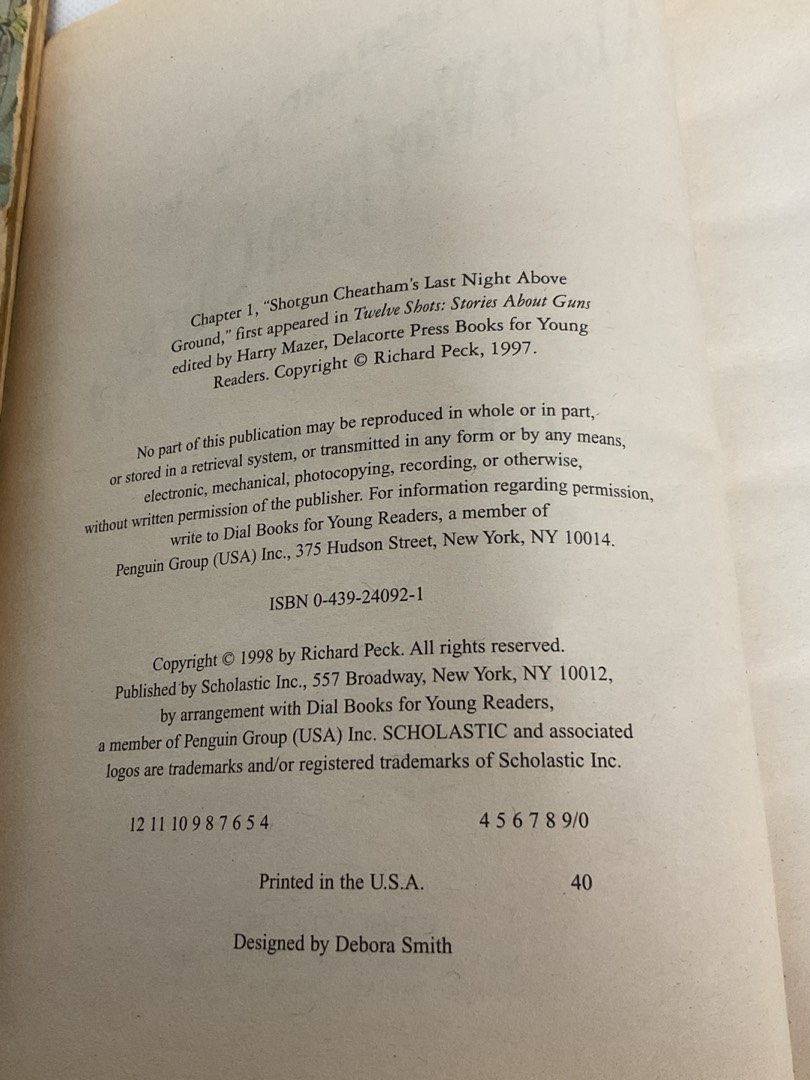 Chapter 1, "Shotgun Cheatham's Last Night Above
Ground," first appeared in Twelve Shots: Stories About Guns
edited by Harry Mazer, Delacorte Press Books for Young
Readers. Copyright © Richard Peck, 1997.
No part of this publication may be reproduced in whole or in part,
or stored in a retrieval system, or transmitted in any form or by any means,
electronic, mechanical, photocopying, recording, or otherwise,
without written permission of the publisher. For information regarding permission,
write to Dial Books for Young Readers, a member of
Penguin Group (USA) Inc., 375 Hudson Street, New York, NY 10014.
ISBN 0-439-24092-1
Copyright © 1998 by Richard Peck. All rights reserved.
Published by Scholastic Inc., 557 Broadway, New York, NY 10012,
by arrangement with Dial Books for Young Readers,
a member of Penguin Group (USA) Inc. SCHOLASTIC and associated
logos are trademarks and/or registered trademarks of Scholastic Inc.
12 11 10 9 8 7 6 5 4 4 5 6 7 8 9/0
Printed in the U.S.A. 40
Designed by Debora Smith